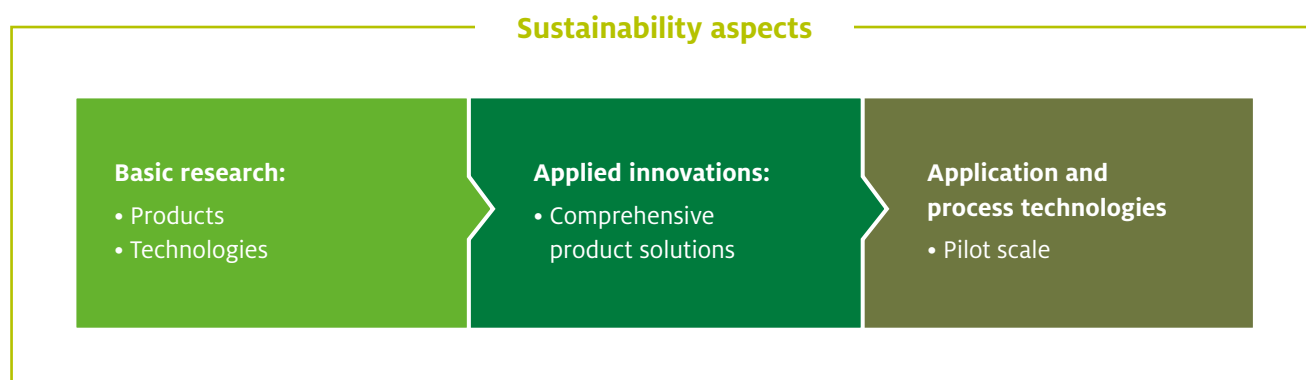 Sustainability aspects
Basic research:
• Products
• Technologies
Applied innovations:
• Comprehensive
product solutions
Application and
process technologies
• Pilot scale